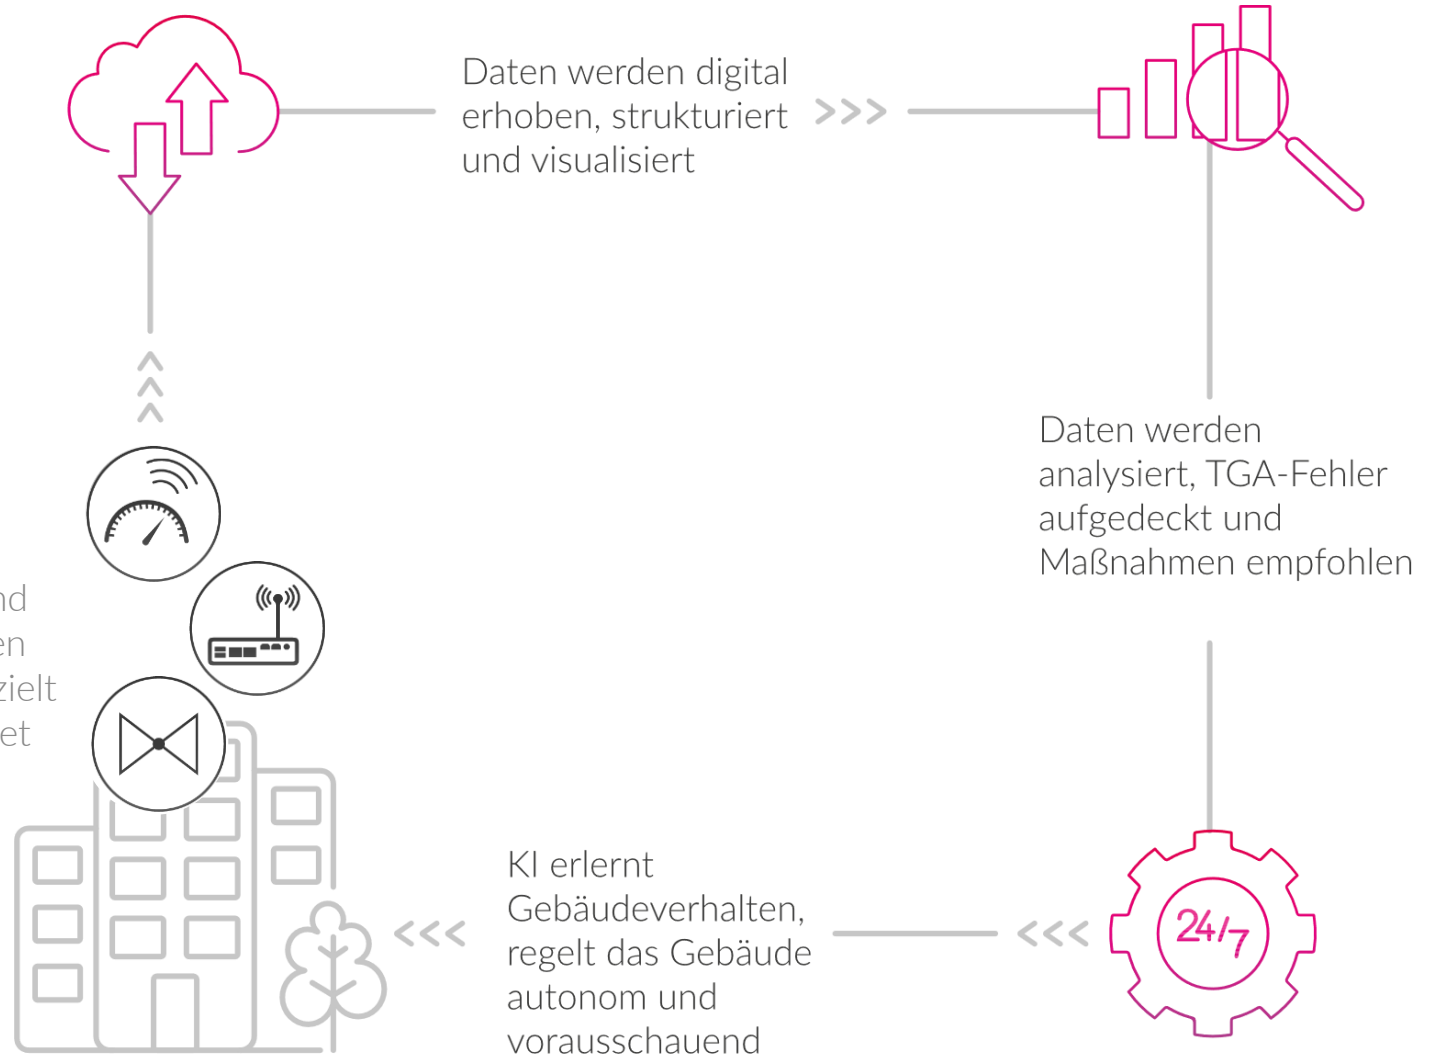 Daten werden digital
erhoben, strukturiert
und visualisiert
Daten werden
analysiert, TGA-Fehler
aufgedeckt und
Maßnahmen empfohlen
24/7
KI erlernt
Gebäudeverhalten,
regelt das Gebäude
autonom und
vorausschauend